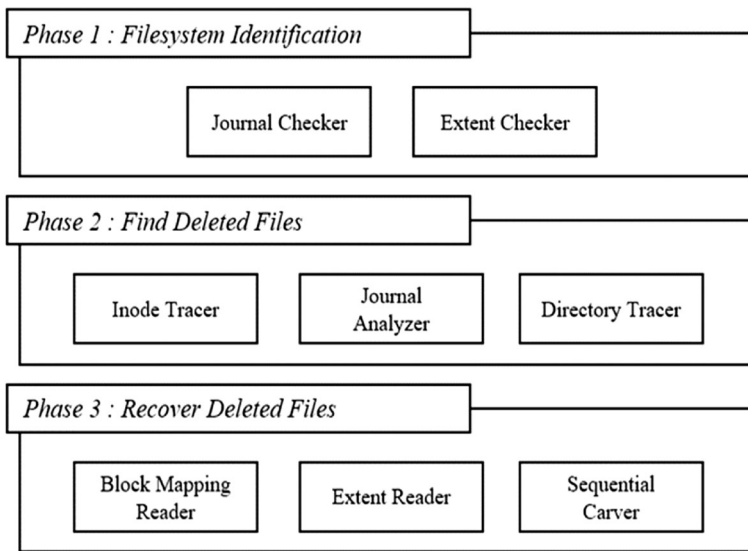 Phase 1 : Filesystem Identification
Journal Checker
Extent Checker
Phase 2 : Find Deleted Files
Inode Tracer
Journal
Analyzer
Directory Tracer
Phase 3 : Recover Deleted Files
Block Mapping
Reader
Extent Reader
Sequential
Carver